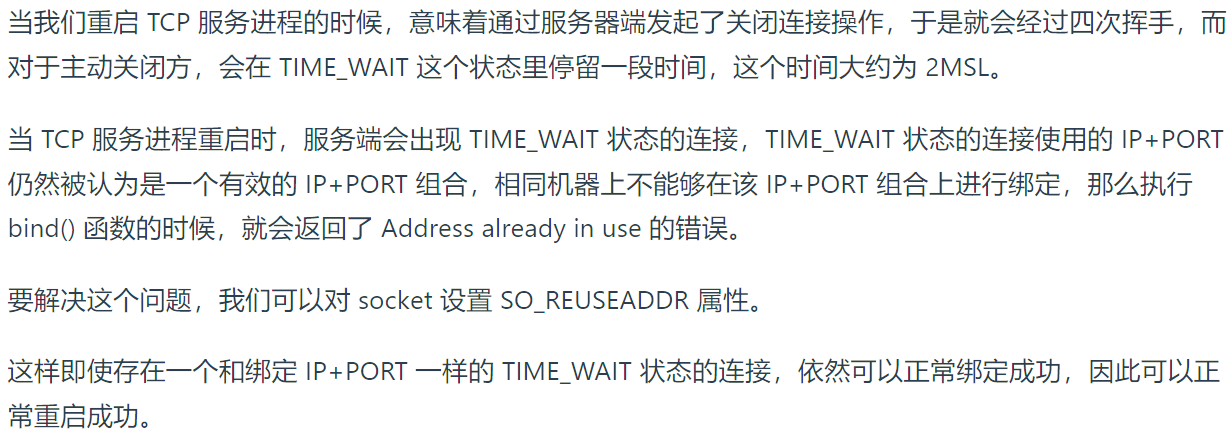 当我们重启 TCP 服务进程的时候，意味着通过服务器端发起了关闭连接操作，于是就会经过四次挥手，而
对于主动关闭方，会在 TIME_WAIT 这个状态里停留一段时间，这个时间大约为 2MSL。
当 TCP 服务进程重启时，服务端会出现 TIME_WAIT 状态的连接，TIME_WAIT 状态的连接使用的 IP+PORT
仍然被认为是一个有效的 IP+PORT 组合，相同机器上不能够在该 IP+PORT 组合上进行绑定，那么执行
bind() 函数的时候，就会返回了 Address already in use 的错误。
要解决这个问题，我们可以对 socket 设置 SO_REUSEADDR 属性。
这样即使存在一个和绑定 IP+PORT 一样的 TIME_WAIT 状态的连接，依然可以正常绑定成功，因此可以正
常重启成功。